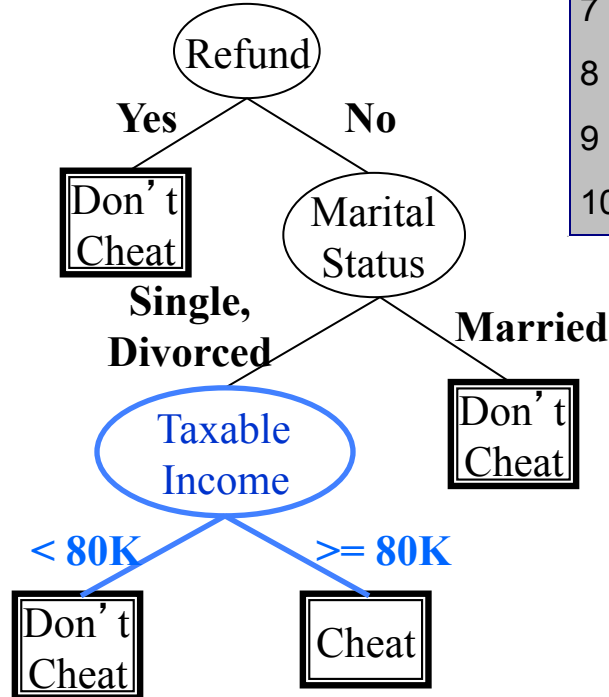 7
8
9
10
Refund
Yes
No
Don't
Cheat
Marital
Status
Single,
Divorced
Married
Taxable
Income
Don't
Cheat
< 80K
>= 80K
Don't
Cheat
Cheat